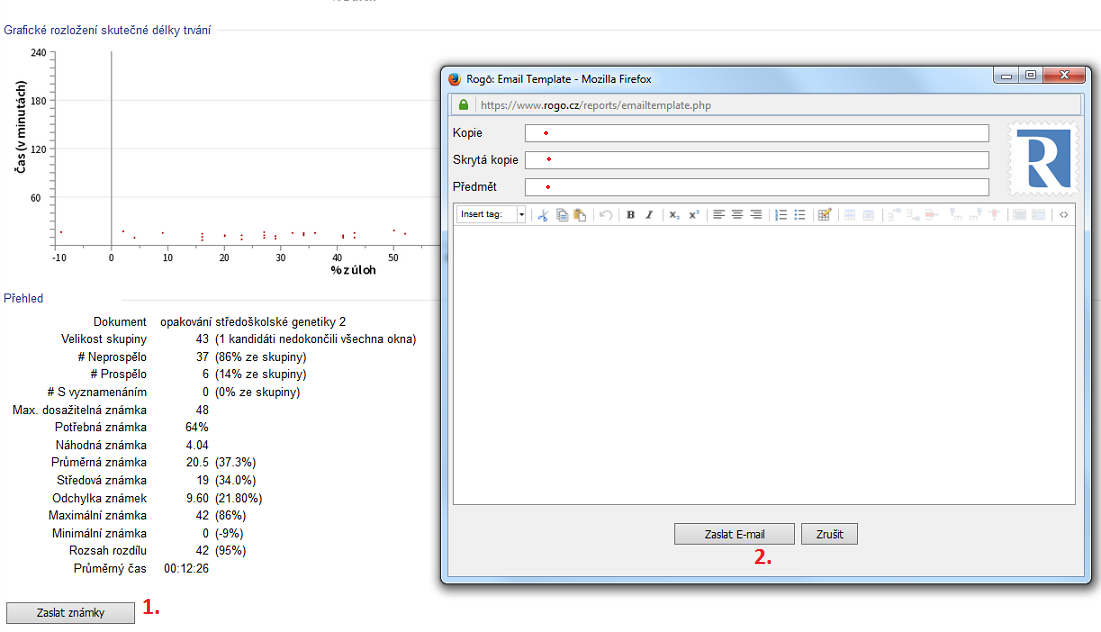 Grafické rozložení skutečné délky trvání
240
180
120
60
Čas (v minutách)
-10 0 10 20 30 40 50
% z úloh
Přehled
Dokument opakování středoškolské genetiky 2
Velikost skupiny 43 (1 kandidáti nedokončili všechna okna)
# Neprospělo 37 (86% ze skupiny)
# Prospělo 6 (14% ze skupiny)
# S vyznamenáním 0 (0% ze skupiny)
Max. dosažitelná známka 48
Potřebná známka 64%
Náhodná známka 4.04
Průměrná známka 20.5 (37.3%)
Středová známka 19 (34.0%)
Odchylka známek 9.60 (21.80%)
Maximální známka 42 (86%)
Minimální známka 0 (-9%)
Rozsah rozdílu 42 (95%)
Průměrný čas 00:12:26
Zaslat známky 1.
Rogō: Email Template - Mozilla Firefox
https://www.rogo.cz/reports/emailtemplate.php
Kopie
Skrytá kopie
Předmět
R
Insert tag: B I x₂ x²
Zaslat E-mail Zrušit
2.